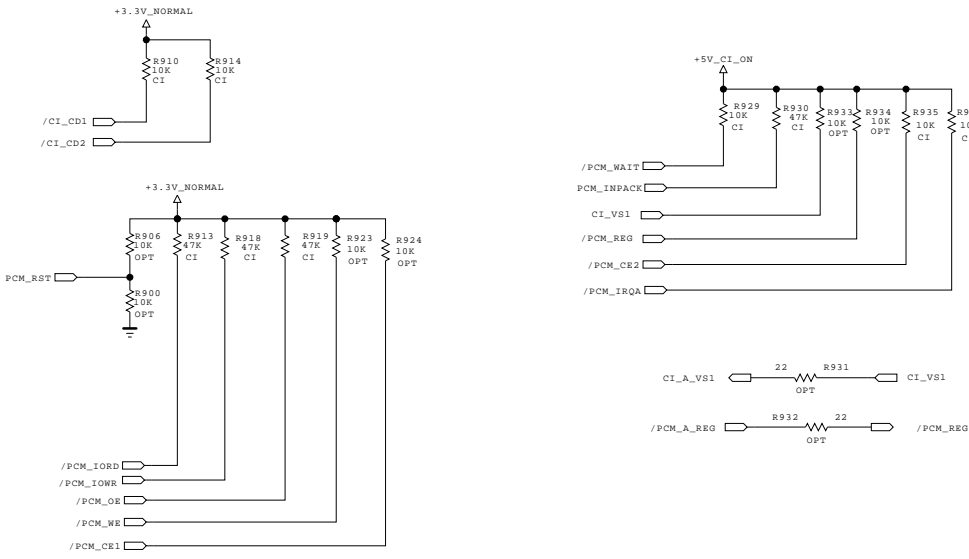 +3.3V_NORMAL
R910
10K
CI
R914
10K
CI
/CI_CD1
/CI_CD2
+3.3V_NORMAL
R906
10K
OPT
R913
47K
CI
R918
47K
CI
R919
47K
CI
R923
10K
OPT
R924
10K
OPT
PCM_RST
R900
10K
OPT
/PCM_IORD
/PCM_IOWR
/PCM_OE
/PCM_WE
/PCM_CE1
+5V_CI_ON
R929
10K
CI
R930
47K
CI
R933
10K
OPT
R934
10K
OPT
R935
10K
CI
/PCM_WAIT
PCM_INPACK
CI_VS1
/PCM_REG
/PCM_CE2
/PCM_IRQA
CI_A_VS1
22
R931
OPT
CI_VS1
/PCM_A_REG
R932
22
OPT
/PCM_REG